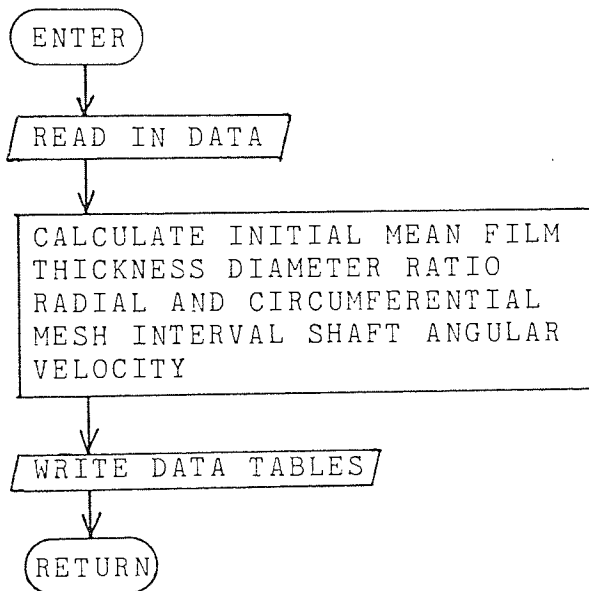 ENTER
READ IN DATA
CALCULATE INITIAL MEAN FILM
THICKNESS DIAMETER RATIO
RADIAL AND CIRCUMFERENTIAL
MESH INTERVAL SHAFT ANGULAR
VELOCITY
WRITE DATA TABLES
RETURN